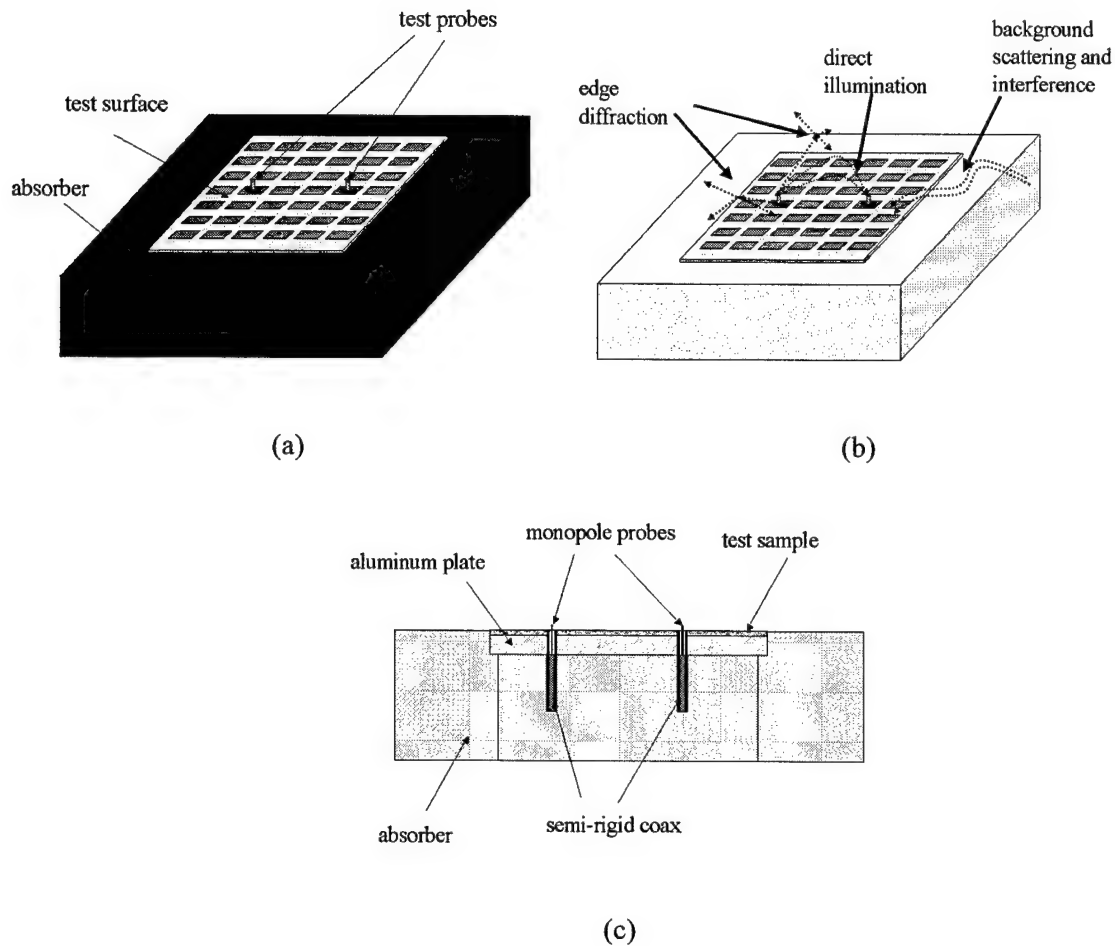 test probes
test surface
absorber
(a)
background
scattering and
interference
direct
illumination
edge
diffraction
(b)
monopole probes
test sample
aluminum plate
absorber
semi-rigid coax
(c)